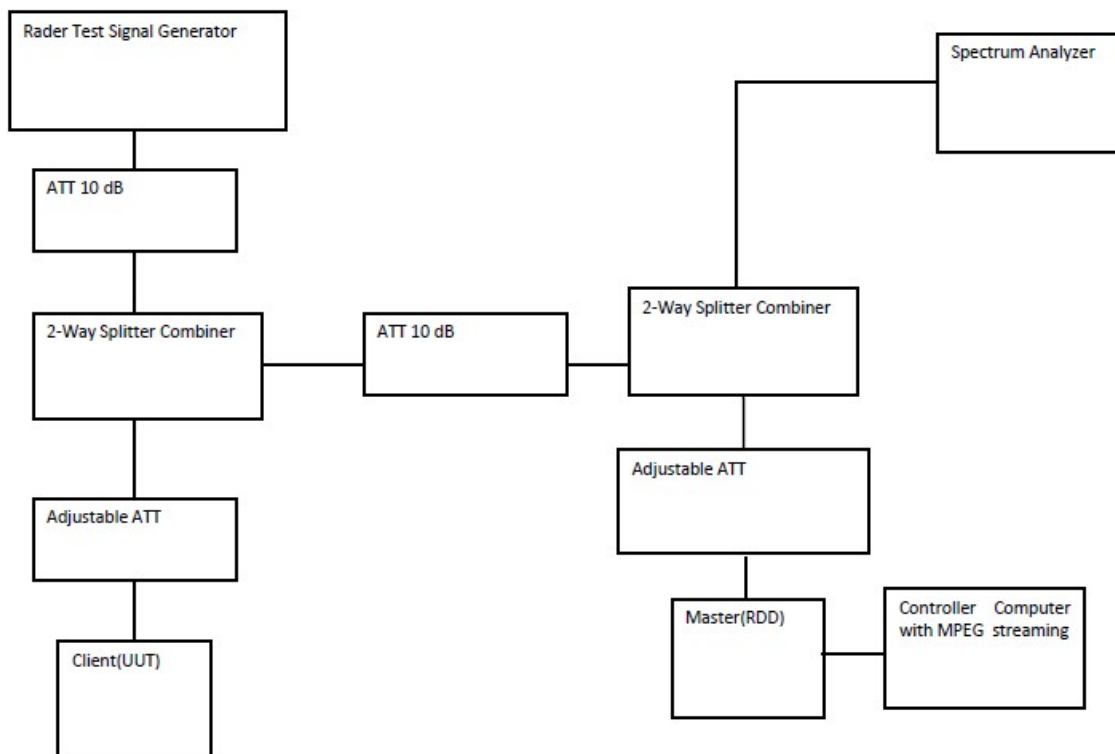 Rader Test Signal Generator
Spectrum Analyzer
ATT 10 dB
2-Way Splitter Combiner
ATT 10 dB
2-Way Splitter Combiner
Adjustable ATT
Adjustable ATT
Master(RDD)
Controller Computer
with MPEG streaming
Client(UUT)